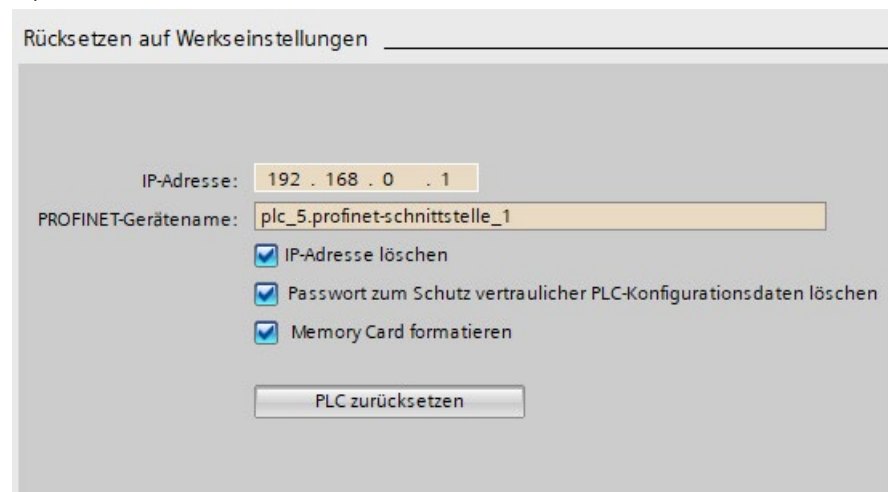 Rücksetzen auf Werkseinstellungen
IP-Adresse: 192 . 168 . 0 . 1
PROFINET-Gerätename: plc_5.profinet-schnittstelle_1
IP-Adresse löschen
Passwort zum Schutz vertraulicher PLC-Konfigurationsdaten löschen
Memory Card formatieren
PLC zurücksetzen